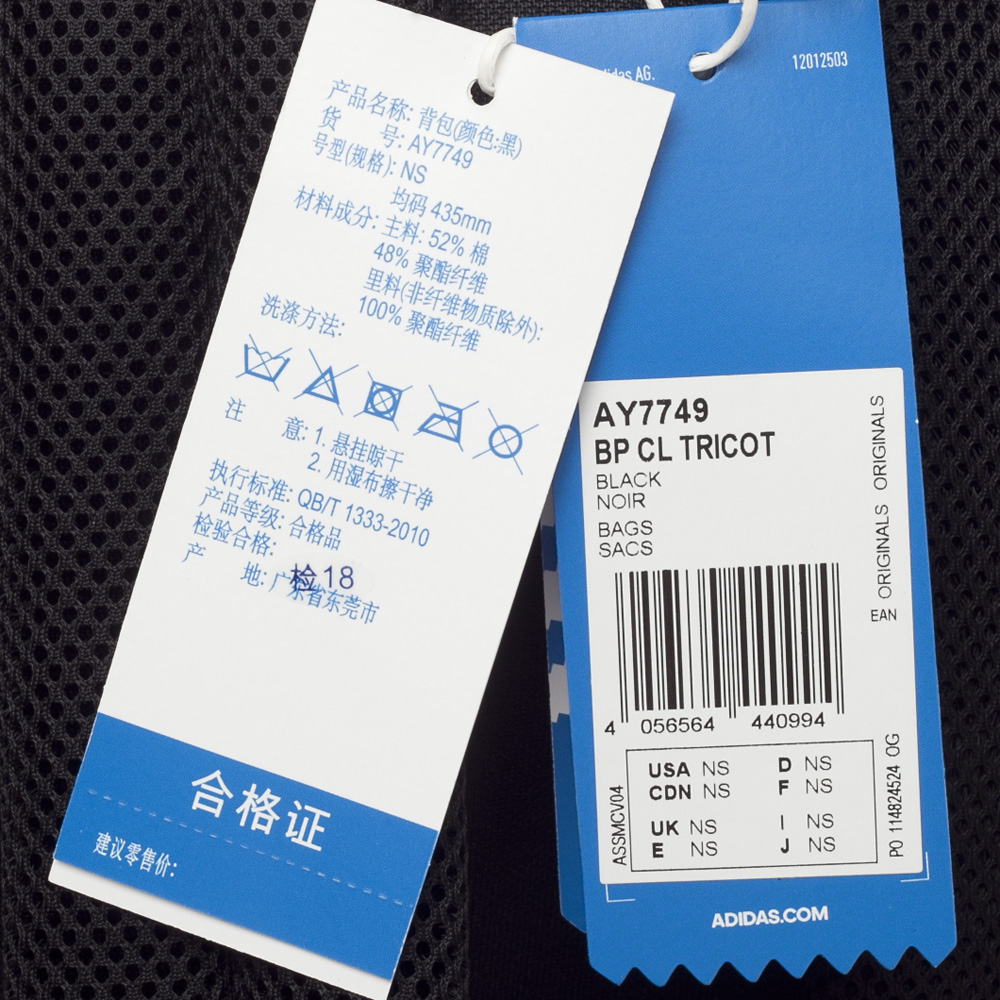 产品名称: 背包(颜色:黑)
货 号: AY7749
号型(规格): NS
均码 435mm
材料成分: 主料: 52% 棉
48% 聚酯纤维
里料(非纤维物质除外):
100% 聚酯纤维
洗涤方法:
注 意: 1. 悬挂晾干
2. 用湿布擦干净
执行标准: QB/T 1333-2010
产品等级: 合格品
检验合格:
检18
产 地: 广东省东莞市
合格证
建议零售价:
AG.
12012503
AY7749
BP CL TRICOT
BLACK
NOIR
BAGS
SACS
ORIGINALS ORIGINALS
EAN
4 056564 440994
USA NS D NS
CDN NS F NS
UK NS I NS
E NS J NS
ASSMCV04
PO 114824524 OG
ADIDAS.COM